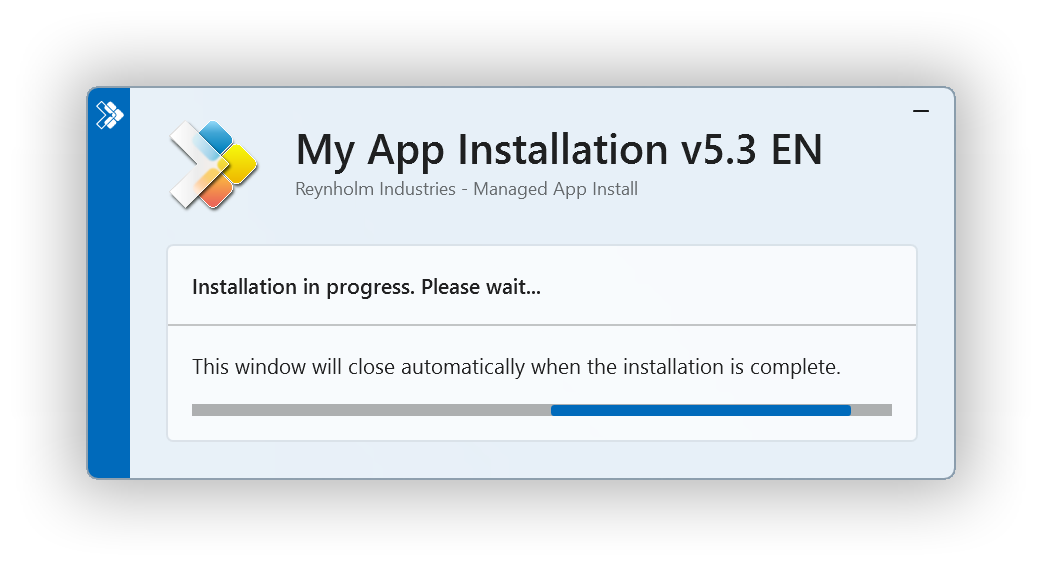 My App Installation v5.3 EN
Reynholm Industries - Managed App Install
Installation in progress. Please wait...
This window will close automatically when the installation is complete.